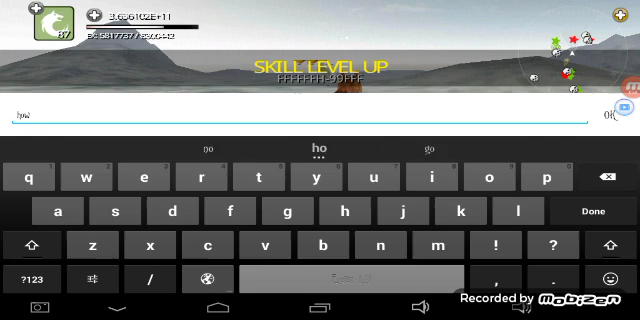 3.656102E+11
87
SKILL LEVEL UP
FFFFFFH-99FFF
how
OK
no ho go
q w e r t y u i o p
a s d f g h j k l Done
z x c v b n m ! ?
?123 / , .
Recorded by MOBIZEN